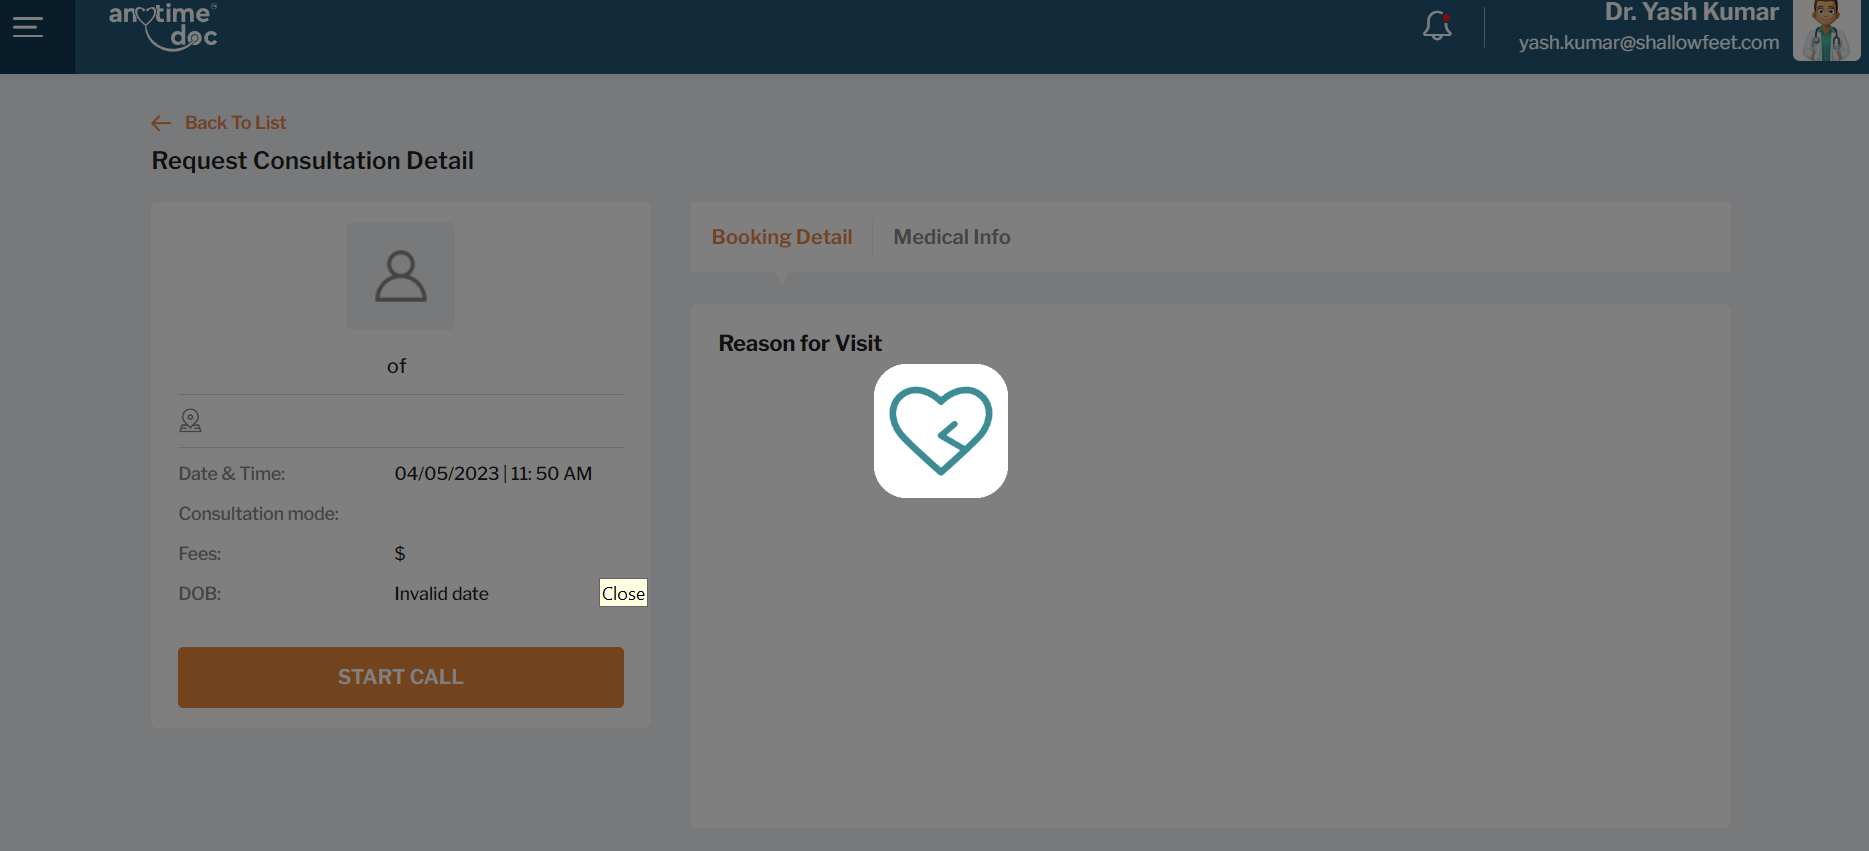 anytime doc
Dr. Yash Kumar
yash.kumar@shallowfeet.com
Back To List
Request Consultation Detail
of
Date & Time: 04/05/2023 | 11: 50 AM
Consultation mode:
Fees: $
DOB: Invalid date
Close
START CALL
Booking Detail
Medical Info
Reason for Visit